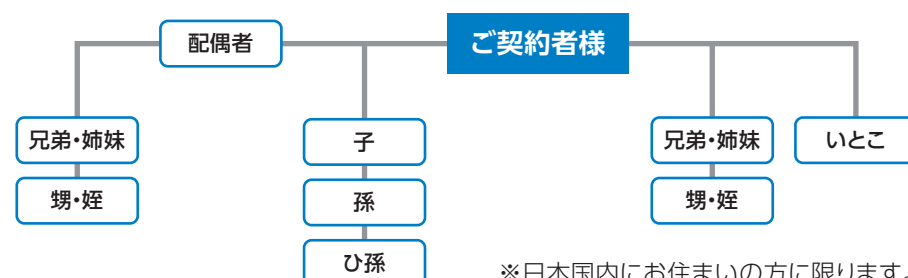 配偶者
ご契約者様
兄弟・姉妹
子
兄弟・姉妹
いとこ
甥・姪
孫
甥・姪
ひ孫
※日本国内にお住まいの方に限ります。